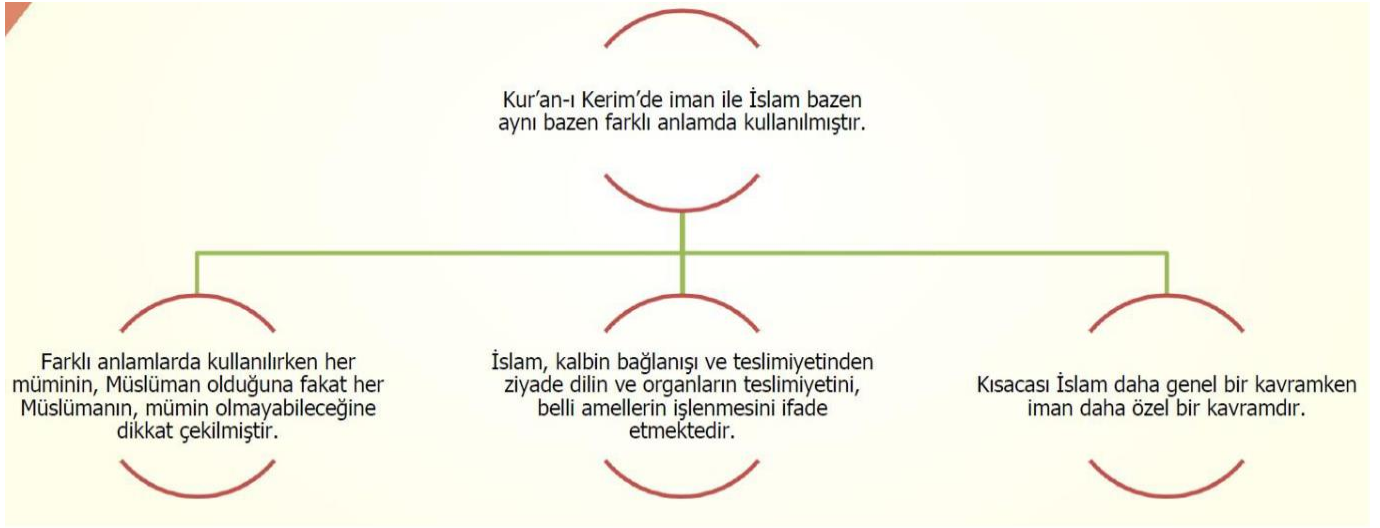 Kur’an-ı Kerim’de iman ile İslam bazen
aynı bazen farklı anlamda kullanılmıştır.
Farklı anlamlarda kullanılırken her
müminin, Müslüman olduğuna fakat her
Müslümanın, mümin olmayabileceğine
dikkat çekilmiştir.
İslam, kalbin bağlanışı ve teslimiyetinden
ziyade dilin ve organların teslimiyetini,
belli amellerin işlenmesini ifade
etmektedir.
Kısacası İslam daha genel bir kavramken
iman daha özel bir kavramdır.